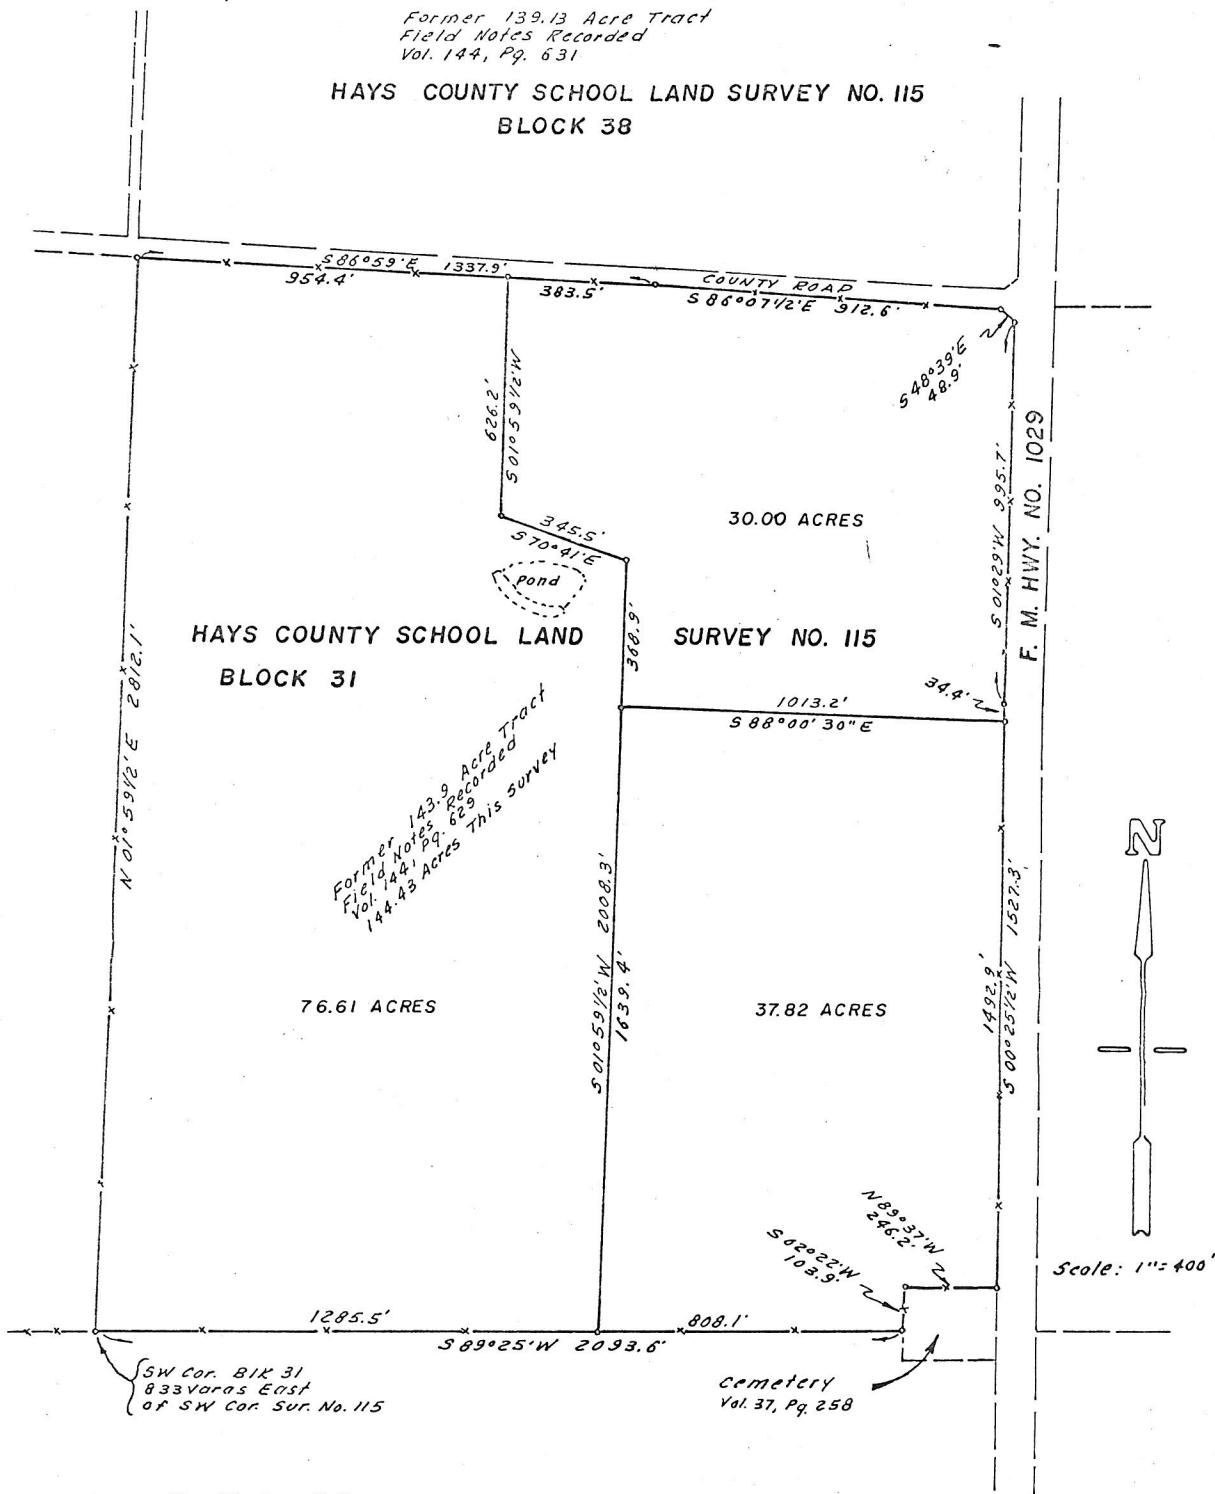 Former 139.13 Acre Tract
Field Notes Recorded
Vol. 144, Pg. 631
HAYS COUNTY SCHOOL LAND SURVEY NO. 115
BLOCK 38
S 86°59'E 1337.9'
954.4'
383.5'
COUNTY ROAD
S 86°07 1/2'E 912.6'
S 48°39'E
48.9'
626.2'
S 01°59 1/2'W
345.5'
S 70°41'E
Pond
30.00 ACRES
S 01°29'W 995.7'
F. M. HWY. NO. 1029
HAYS COUNTY SCHOOL LAND SURVEY NO. 115
BLOCK 31
368.9'
34.4'
1013.2'
S 88°00'30"E
N 01°59 1/2'E 2812.1'
Former 143.9 Acre Tract
Field Notes Recorded
Vol. 144, Pg. 629
144.43 Acres This Survey
N
S 01°59 1/2'W 2008.3'
1639.4'
1492.9'
S 00°25 1/2'W 1527.3'
76.61 ACRES
37.82 ACRES
N 89°37'W
246.2'
S 02°22'W
103.9'
Scale: 1"=400'
1285.5'
808.1'
S 89°25'W 2093.6'
SW Cor. Blk 31
833 varas East
of SW Cor. Sur. No. 115
Cemetery
Vol. 37, Pg. 258